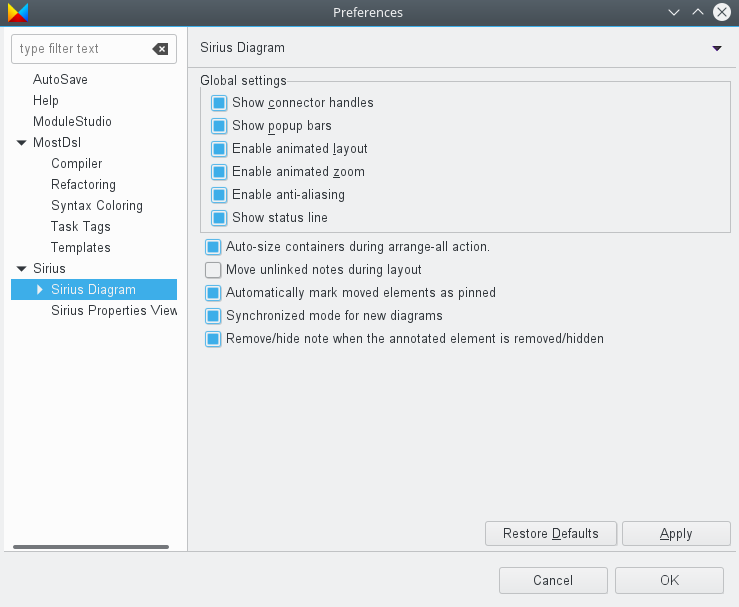 Preferences
type filter text
AutoSave
Help
ModuleStudio
MostDsl
Compiler
Refactoring
Syntax Coloring
Task Tags
Templates
Sirius
Sirius Diagram
Sirius Properties View
Sirius Diagram
Global settings
Show connector handles
Show popup bars
Enable animated layout
Enable animated zoom
Enable anti-aliasing
Show status line
Auto-size containers during arrange-all action.
Move unlinked notes during layout
Automatically mark moved elements as pinned
Synchronized mode for new diagrams
Remove/hide note when the annotated element is removed/hidden
Restore Defaults
Apply
Cancel
OK